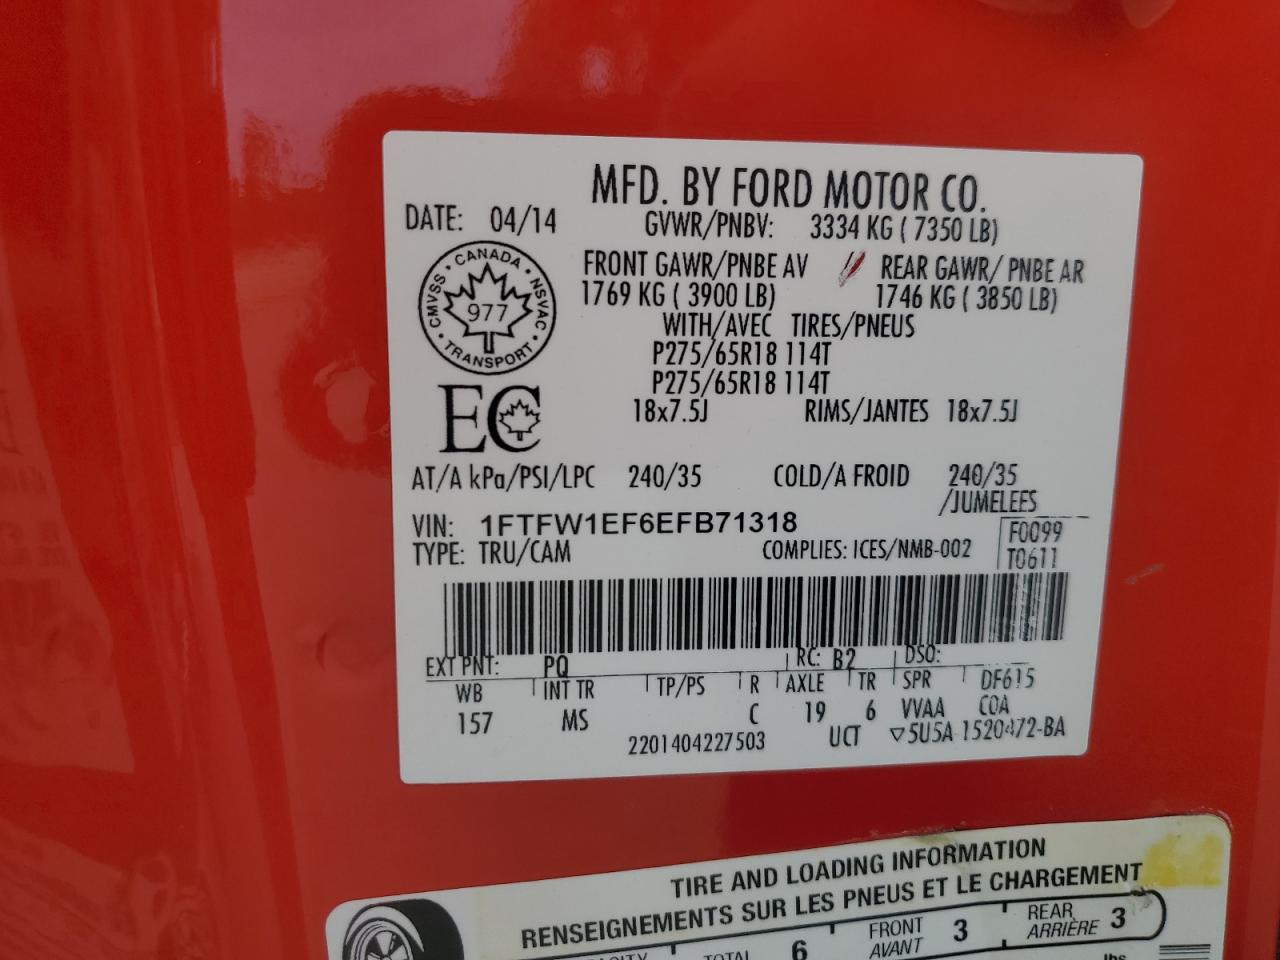 MFD. BY FORD MOTOR CO.
DATE: 04/14 GVWR/PNBV: 3334 KG ( 7350 LB)
FRONT GAWR/PNBE AV REAR GAWR/ PNBE AR
1769 KG ( 3900 LB) 1746 KG ( 3850 LB)
WITH/AVEC TIRES/PNEUS
P275/65R18 114T
P275/65R18 114T
18x7.5J RIMS/JANTES 18x7.5J
CANADA
CMVSS NSVAC
977
TRANSPORT
EC
AT/A kPa/PSI/LPC 240/35 COLD/A FROID 240/35
/JUMELEES
VIN: 1FTFW1EF6EFB71318 F0099
TYPE: TRU/CAM COMPLIES: ICES/NMB-002 T0611
EXT PNT: PQ RC: B2 DSO:
WB INT TR TP/PS R AXLE TR SPR DF615
157 MS C 19 6 VVAA COA
2201404227503 UCT ▽5U5A 1520472-BA
TIRE AND LOADING INFORMATION
RENSEIGNEMENTS SUR LES PNEUS ET LE CHARGEMENT
TOTAL 6 FRONT AVANT 3 REAR ARRIÈRE 3
lbs